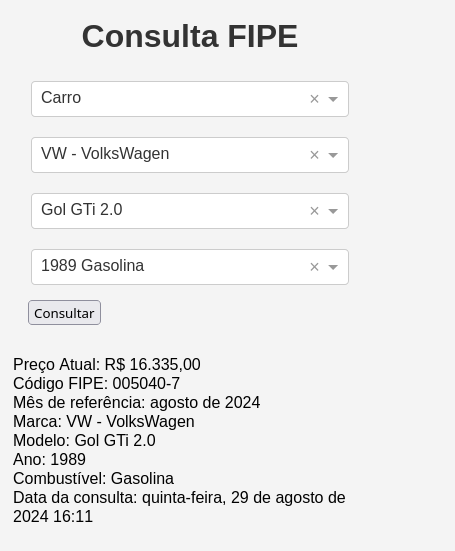 Consulta FIPE
Carro
VW - VolksWagen
Gol GTi 2.0
1989 Gasolina
Consultar
Preço Atual: R$ 16.335,00
Código FIPE: 005040-7
Mês de referência: agosto de 2024
Marca: VW - VolksWagen
Modelo: Gol GTi 2.0
Ano: 1989
Combustível: Gasolina
Data da consulta: quinta-feira, 29 de agosto de
2024 16:11